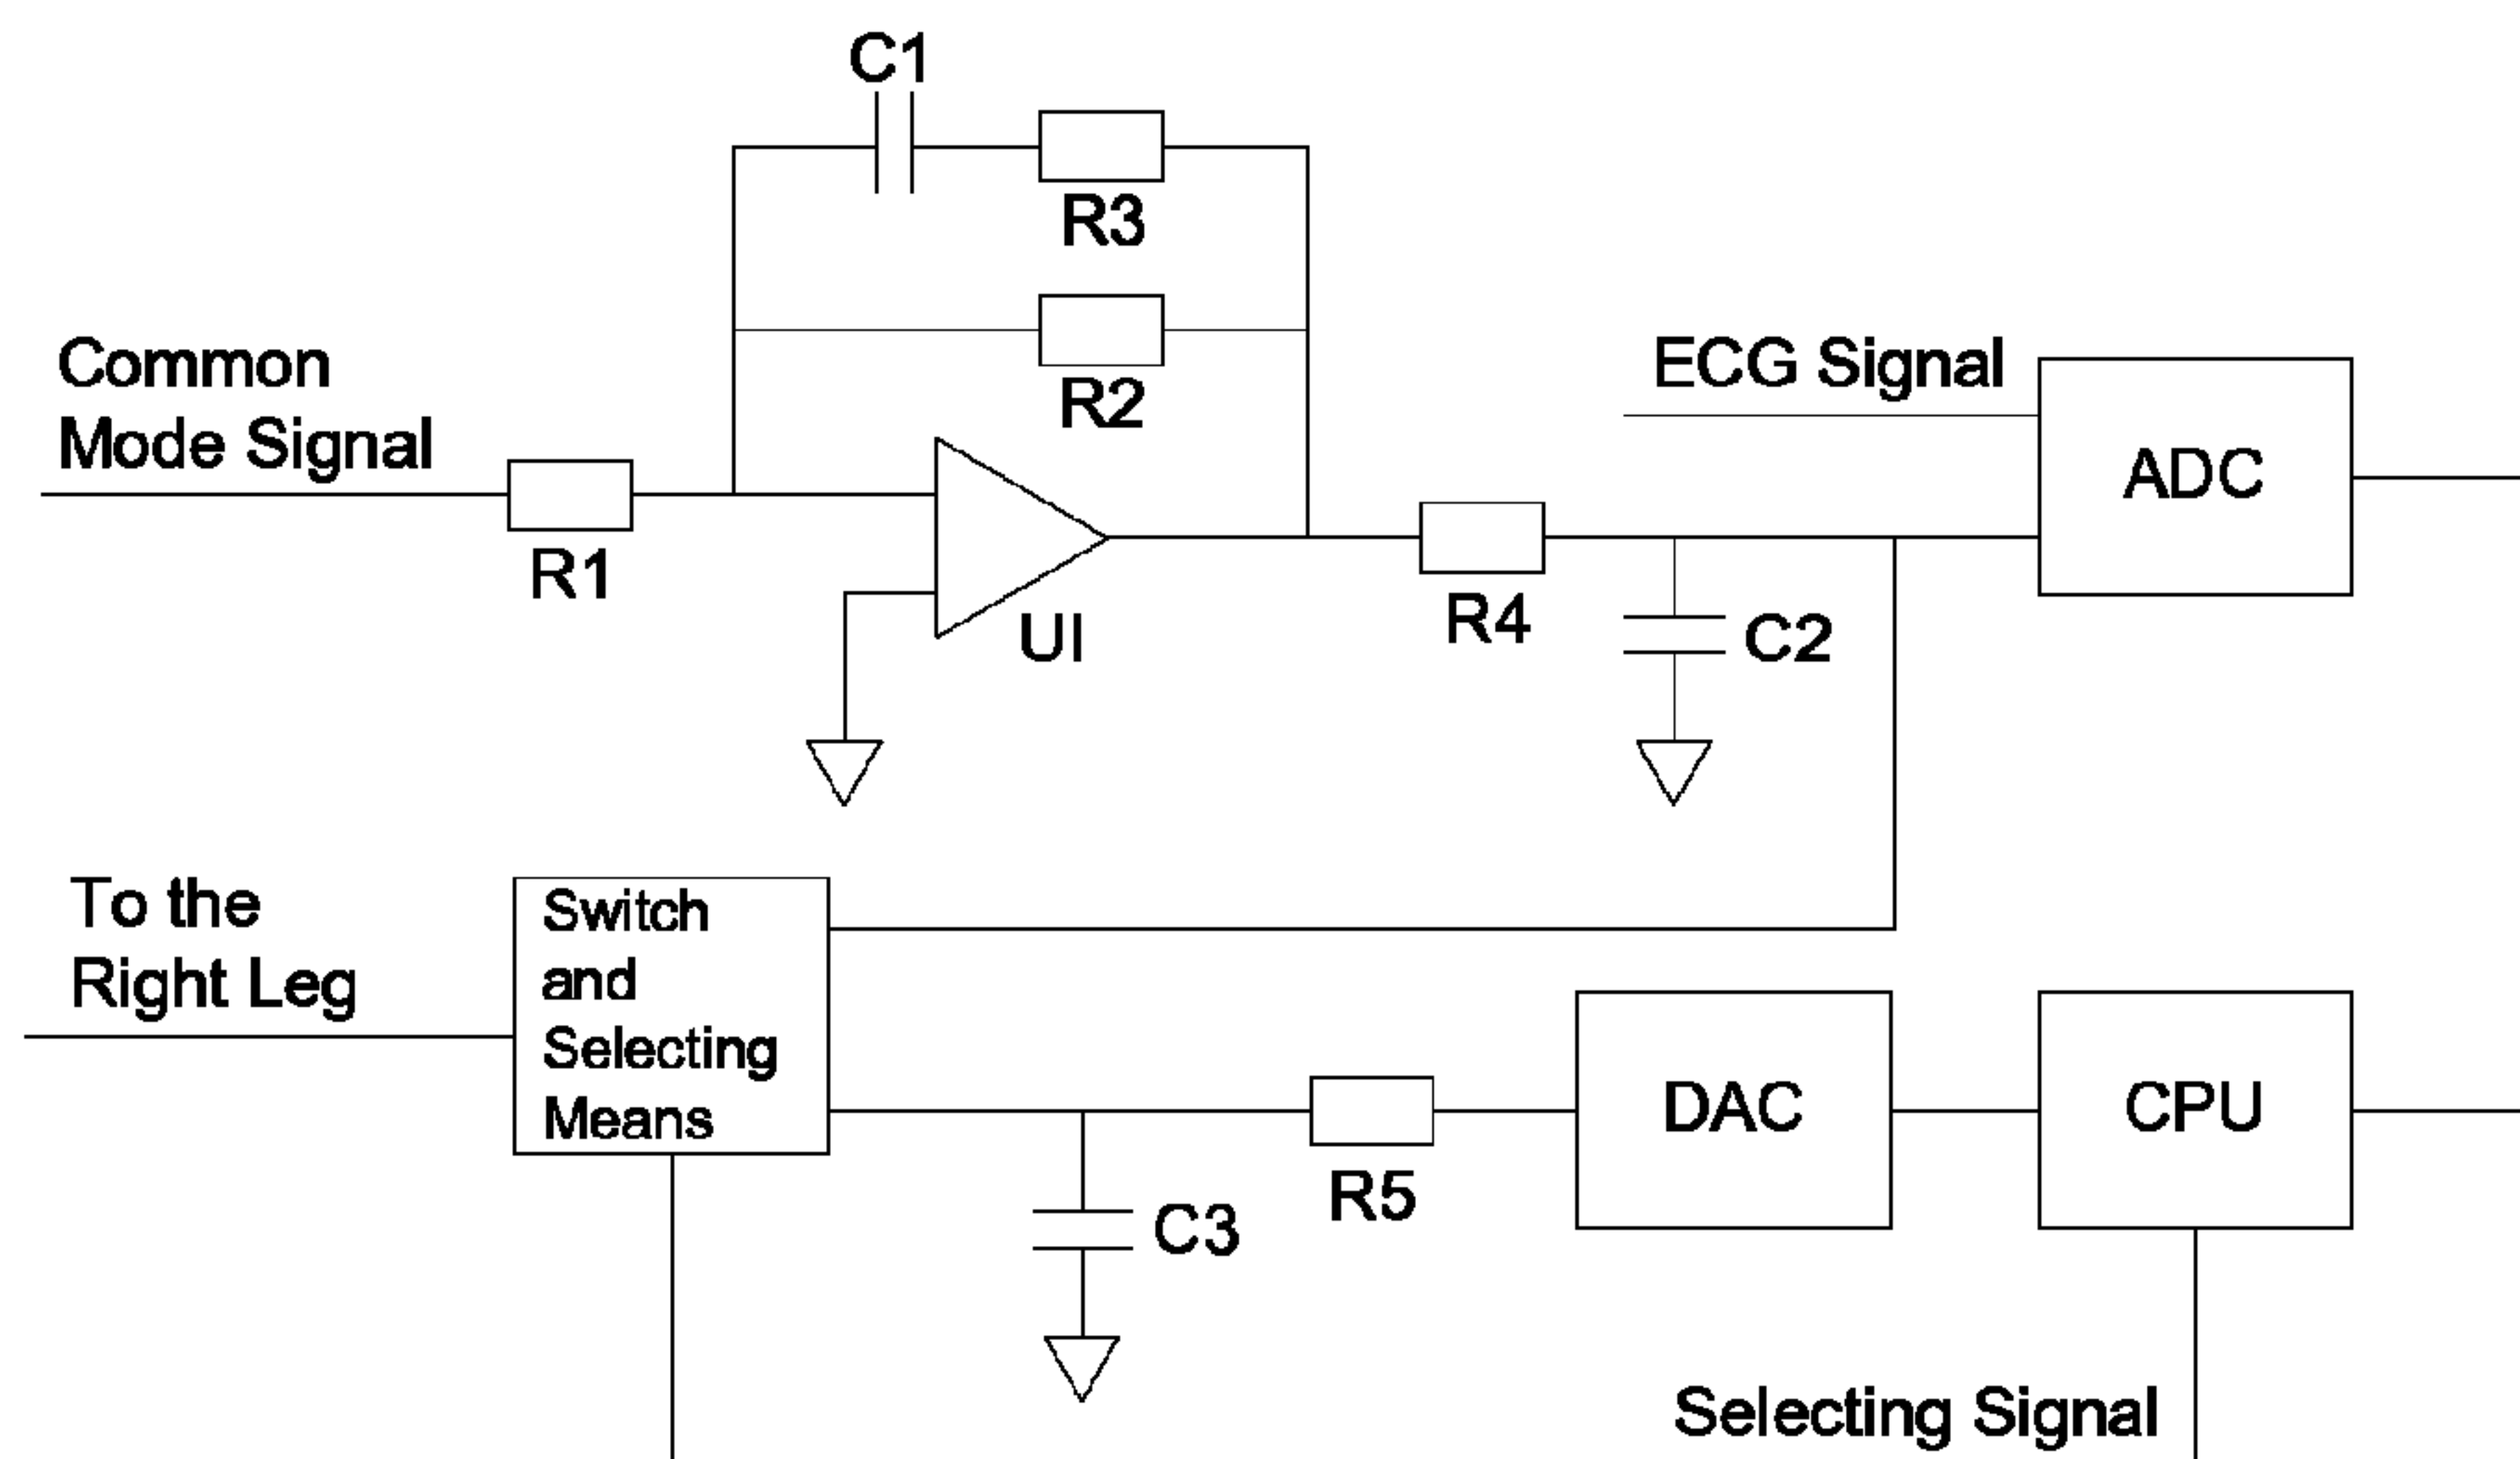 C1
R3
R2
Common
Mode Signal
R1
UI
R4
C2
ECG Signal
ADC
To the
Right Leg
Switch
and
Selecting
Means
C3
R5
DAC
CPU
Selecting Signal